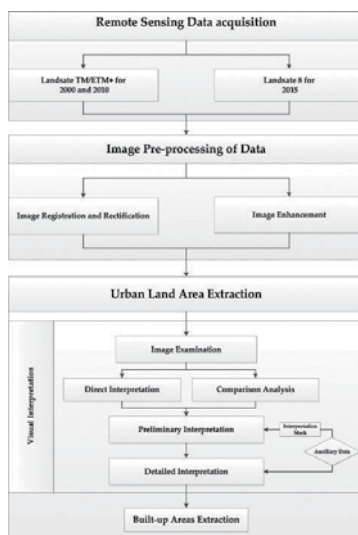 Remote Sensing Data acquisition
Landsate TM/ETM+ for
2000 and 2010
Landsate 8 for
2015
Image Pre-processing of Data
Image Registration and Rectification
Image Enhancement
Urban Land Area Extraction
Visual Interpretation
Image Examination
Direct Interpretation
Comparison Analysis
Preliminary Interpretation
Interpretation
Mark
Auxiliary Data
Detailed Interpretation
Built-up Areas Extraction